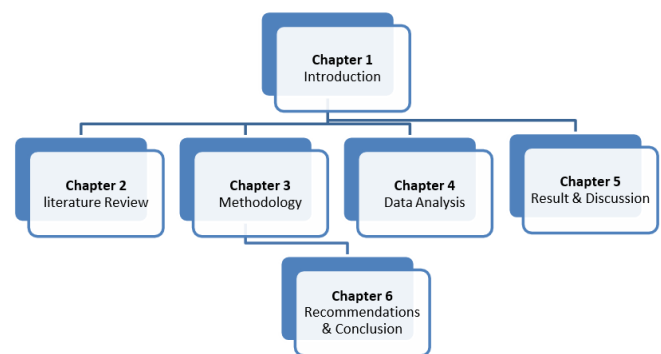 Chapter 1
Introduction
Chapter 2
literature Review
Chapter 3
Methodology
Chapter 4
Data Analysis
Chapter 5
Result & Discussion
Chapter 6
Recommendations
& Conclusion